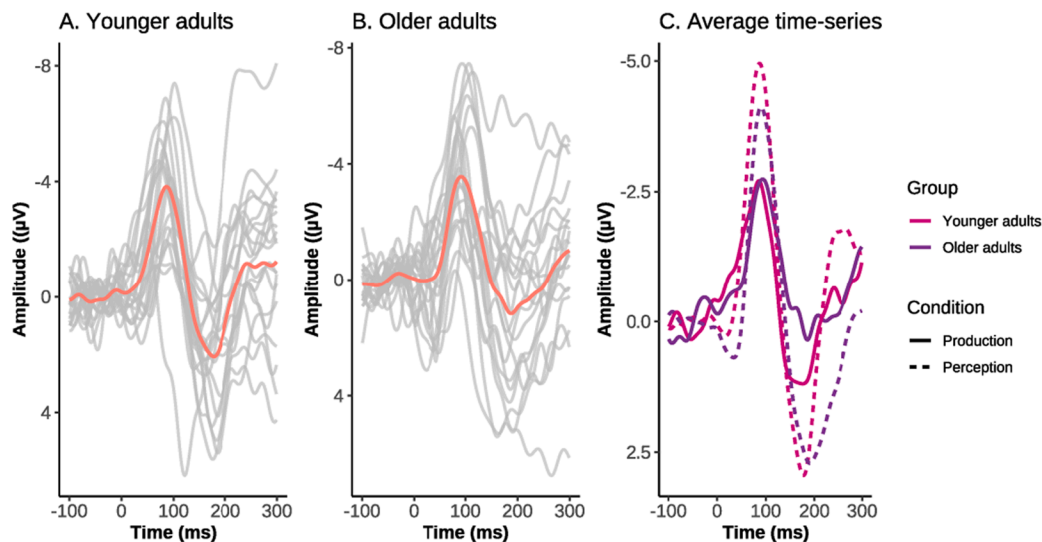 A. Younger adults
B. Older adults
C. Average time-series
Amplitude ((µV)
-8
-4
0
4
-100 0 100 200 300
Time (ms)
Amplitude ((µV)
-8
-4
0
4
-100 0 100 200 300
Time (ms)
Amplitude ((µV)
-5.0
-2.5
0.0
2.5
-100 0 100 200 300
Time (ms)
Group
Younger adults
Older adults
Condition
Production
Perception